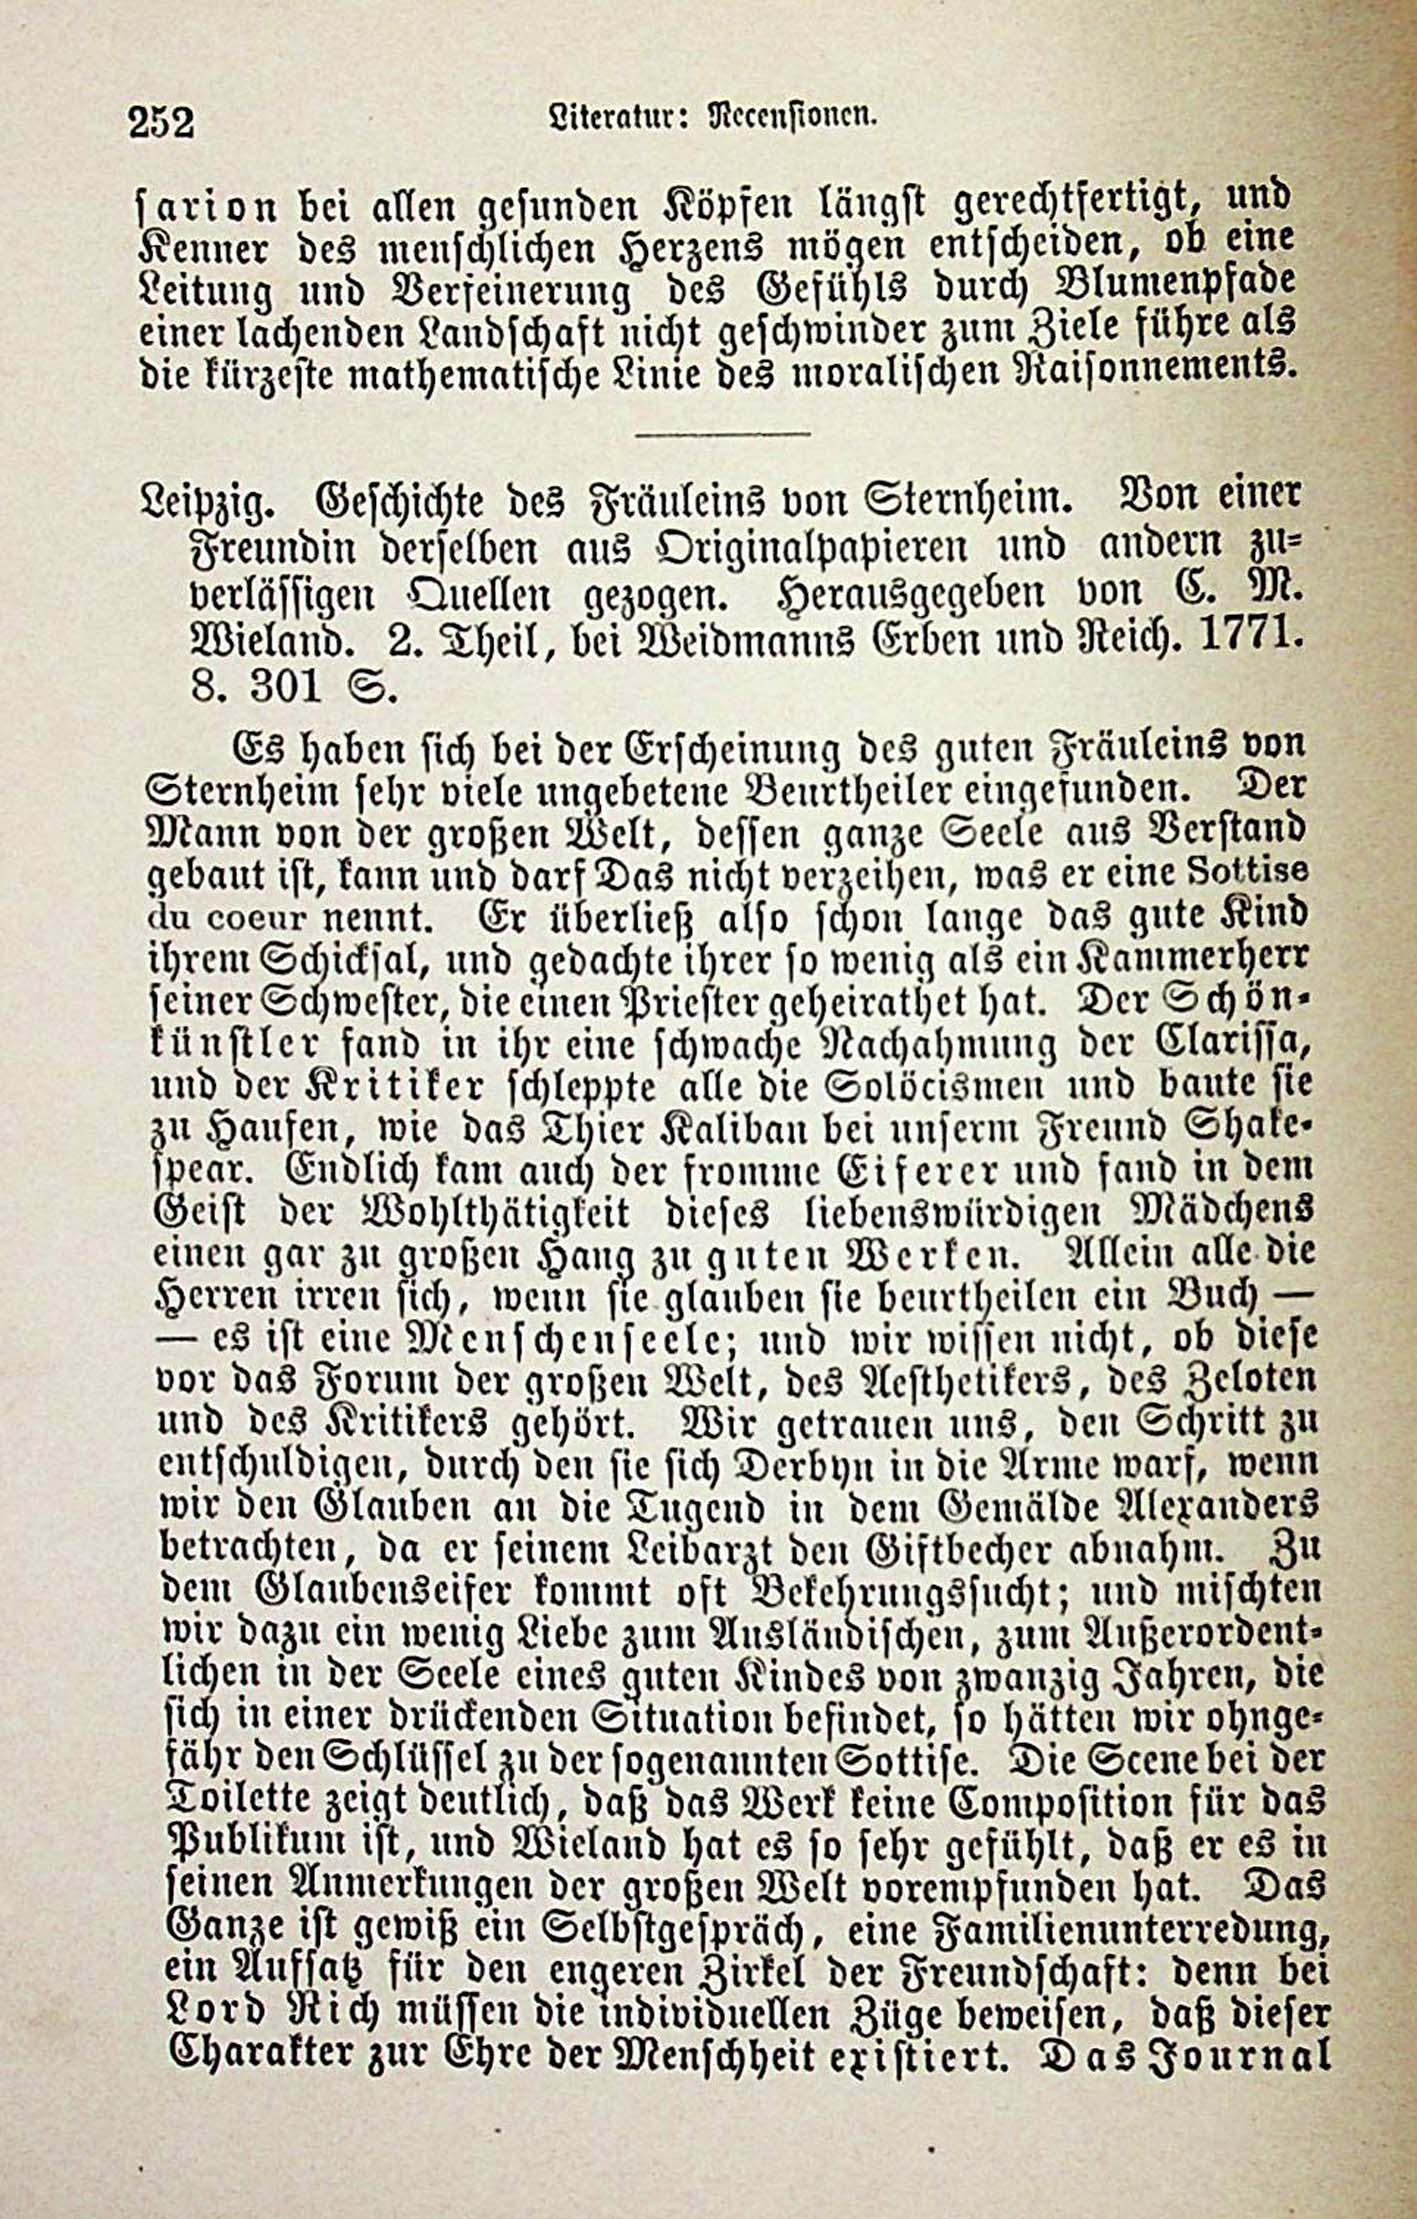 252
Literatur: Recensionen.
sarion bei allen gesunden Köpfen längst gerechtfertigt, und
Kenner des menschlichen Herzens mögen entscheiden, ob eine
Leitung und Verfeinerung des Gefühls durch Blumenpfade
einer lachenden Landschaft nicht geschwinder zum Ziele führe als
die kürzeste mathematische Linie des moralischen Raisonnements.
Leipzig. Geschichte des Fräuleins von Sternheim. Von einer
Freundin derselben aus Originalpapieren und andern zu-
verlässigen Quellen gezogen. Herausgegeben von C. M.
Wieland. 2. Theil, bei Weidmanns Erben und Reich. 1771.
8. 301 S.
Es haben sich bei der Erscheinung des guten Fräuleins von
Sternheim sehr viele ungebetene Beurtheiler eingefunden. Der
Mann von der großen Welt, dessen ganze Seele aus Verstand
gebaut ist, kann und darf Das nicht verzeihen, was er eine Sottise
du coeur nennt. Er überließ also schon lange das gute Kind
ihrem Schicksal, und gedachte ihrer so wenig als ein Kammerherr
seiner Schwester, die einen Priester geheirathet hat. Der Schön-
künstler fand in ihr eine schwache Nachahmung der Clarissa,
und der Kritiker schleppte alle die Solöcismen und baute sie
zu Haufen, wie das Thier Kaliban bei unserm Freund Shake-
spear. Endlich kam auch der fromme Eiferer und fand in dem
Geist der Wohlthätigkeit dieses liebenswürdigen Mädchens
einen gar zu großen Hang zu guten Werken. Allein alle die
Herren irren sich, wenn sie glauben sie beurtheilen ein Buch —
— es ist eine Menschenseele; und wir wissen nicht, ob diese
vor das Forum der großen Welt, des Aesthetikers, des Zeloten
und des Kritikers gehört. Wir getrauen uns, den Schritt zu
entschuldigen, durch den sie sich Derbyn in die Arme warf, wenn
wir den Glauben an die Tugend in dem Gemälde Alexanders
betrachten, da er seinem Leibarzt den Giftbecher abnahm. Zu
dem Glaubenseifer kommt oft Bekehrungssucht; und mischten
wir dazu ein wenig Liebe zum Ausländischen, zum Außerordent-
lichen in der Seele eines guten Kindes von zwanzig Jahren, die
sich in einer drückenden Situation befindet, so hätten wir ohnge-
fähr den Schlüssel zu der sogenannten Sottise. Die Scene bei der
Toilette zeigt deutlich, daß das Werk keine Composition für das
Publikum ist, und Wieland hat es so sehr gefühlt, daß er es in
seinen Anmerkungen der großen Welt vorempfunden hat. Das
Ganze ist gewiß ein Selbstgespräch, eine Familienunterredung,
ein Aufsatz für den engeren Zirkel der Freundschaft: denn bei
Lord Rich müssen die individuellen Züge beweisen, daß dieser
Charakter zur Ehre der Menschheit existiert. Das Journal